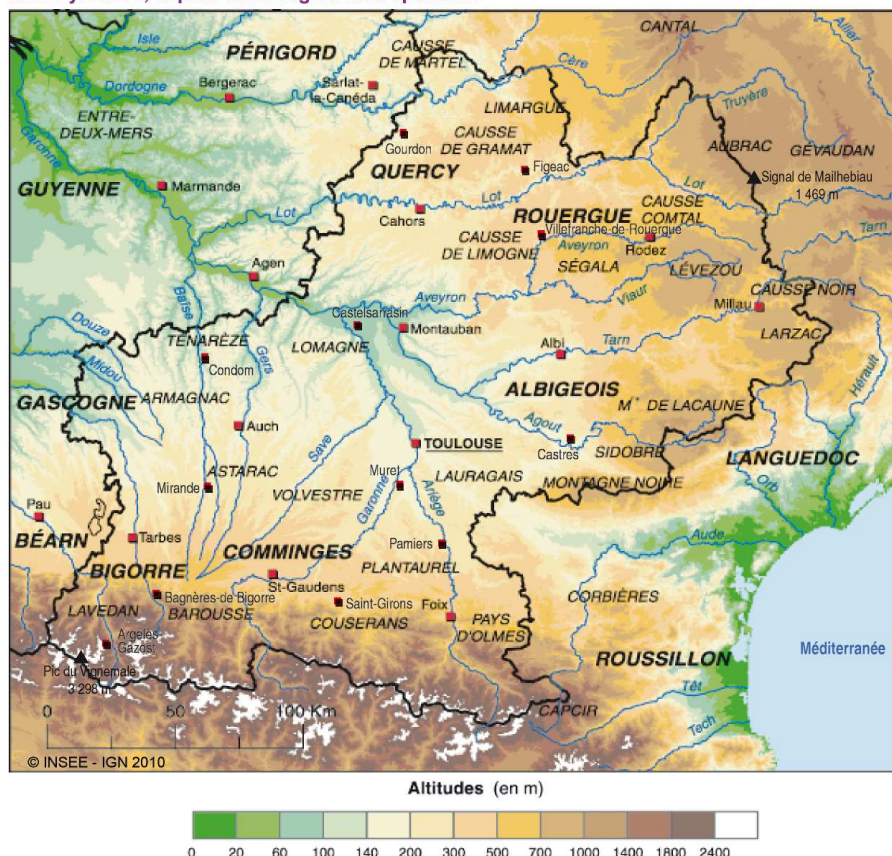 Isle
PÉRIGORD
CAUSSE
DE MARTEL
CANTAL
Allier
Dordogne
Bergerac
Sarlat-
la-Canéda
Cère
ENTRE-
DEUX-MERS
LIMARGUE
Truyère
Garonne
Gourdon
CAUSSE
DE GRAMAT
AUBRAC
GÉVAUDAN
GUYENNE
Marmande
QUERCY
Figeac
Signal de Mailhebiau
1 469 m
Lot
Lot
Lot
Cahors
ROUERGUE
CAUSSE
COMTAL
Tarn
Villefranche-de-Rouergue
CAUSSE
DE LIMOGNE
Aveyron
Rodez
Agen
SÉGALA
LÉVEZOU
Baïse
Aveyron
Viaur
Millau
CAUSSE NOIR
Castelsarrasin
Montauban
Douze
TÉNARÈZE
LOMAGNE
Albi
Tarn
LARZAC
Midou
Condom
Gers
Hérault
GASCOGNE
ARMAGNAC
ALBIGEOIS
Mts DE LACAUNE
Auch
Save
TOULOUSE
Agout
Castres
SIDOBRE
LANGUEDOC
ASTARAC
Muret
LAURAGAIS
Mirande
VOLVESTRE
Garonne
Ariège
MONTAGNE NOIRE
Orb
Pau
BÉARN
Tarbes
COMMINGES
Pamiers
Aude
BIGORRE
St-Gaudens
PLANTAUREL
Bagnères-de Bigorre
Saint-Girons
CORBIÈRES
LAVEDAN
BAROUSSE
COUSERANS
Foix
PAYS
D'OLMES
Argelès
Gazost
Méditerranée
ROUSSILLON
Pic du Vignemale
3 298 m
Têt
0 50 100 Km
CAPCIR
Tech
© INSEE - IGN 2010
Altitudes (en m)
0 20 60 100 140 200 300 500 700 1000 1400 1800 2400